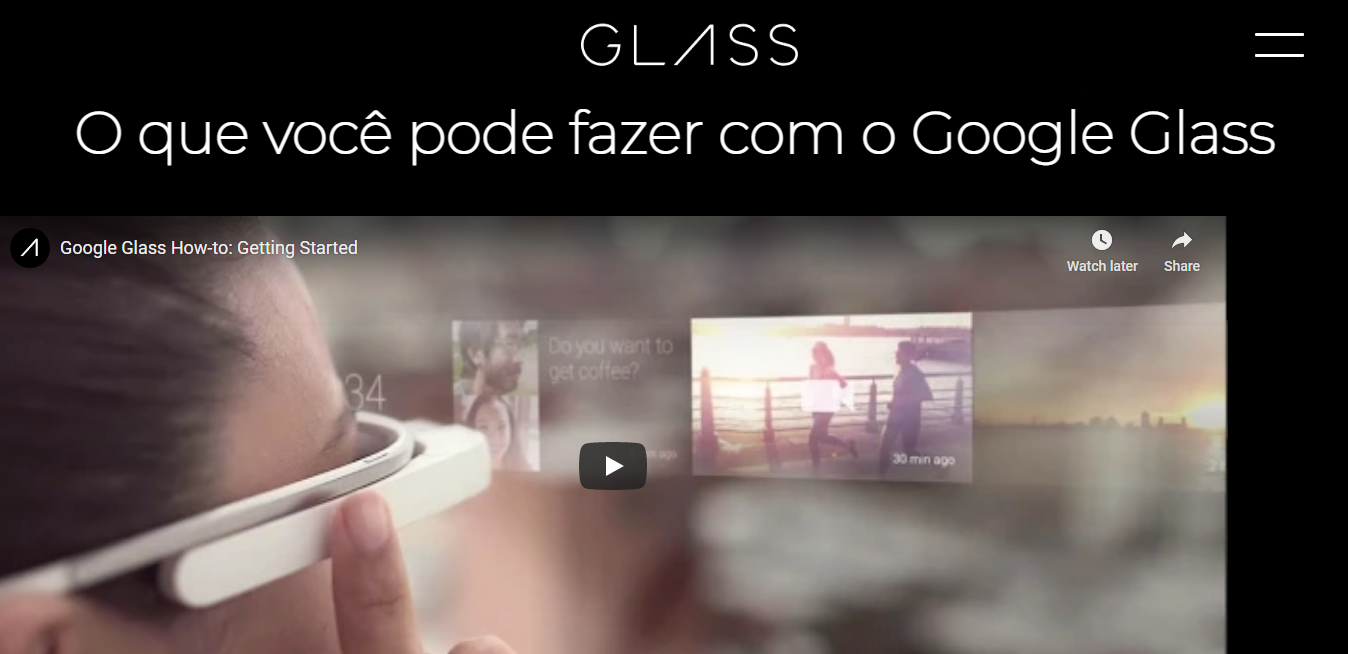 GLASS
O que você pode fazer com o Google Glass
Google Glass How-to: Getting Started
Watch later
Share
34
Do you want to
get coffee?
30 min ago